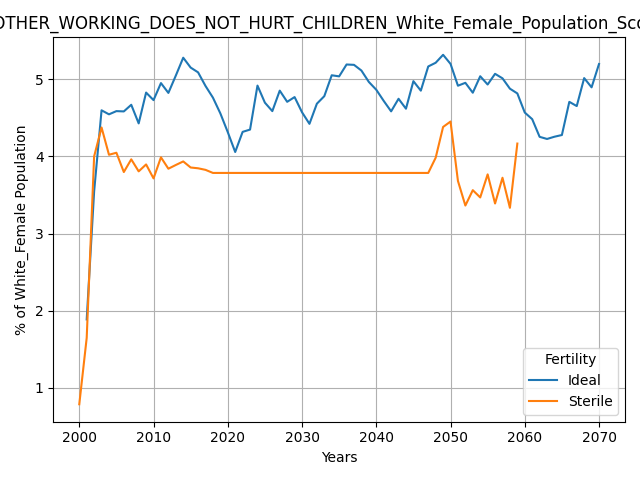 OTHER_WORKING_DOES_NOT_HURT_CHILDREN_White_Female_Population_Sco
% of White_Female Population
5
4
3
2
1
Fertility
Ideal
Sterile
2000 2010 2020 2030 2040 2050 2060 2070
Years